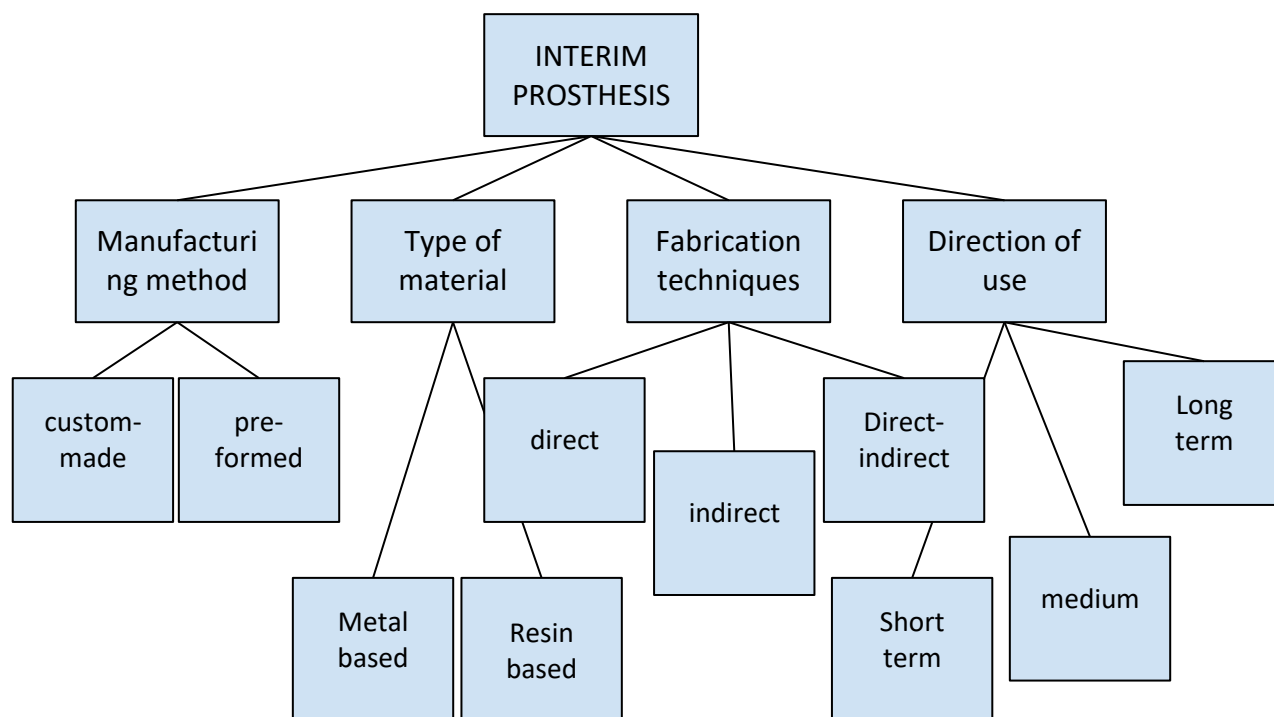 INTERIM
PROSTHESIS
Manufacturi
ng method
Type of
material
Fabrication
techniques
Direction of
use
custom-
made
pre-
formed
direct
indirect
Direct-
indirect
Long
term
Metal
based
Resin
based
Short
term
medium